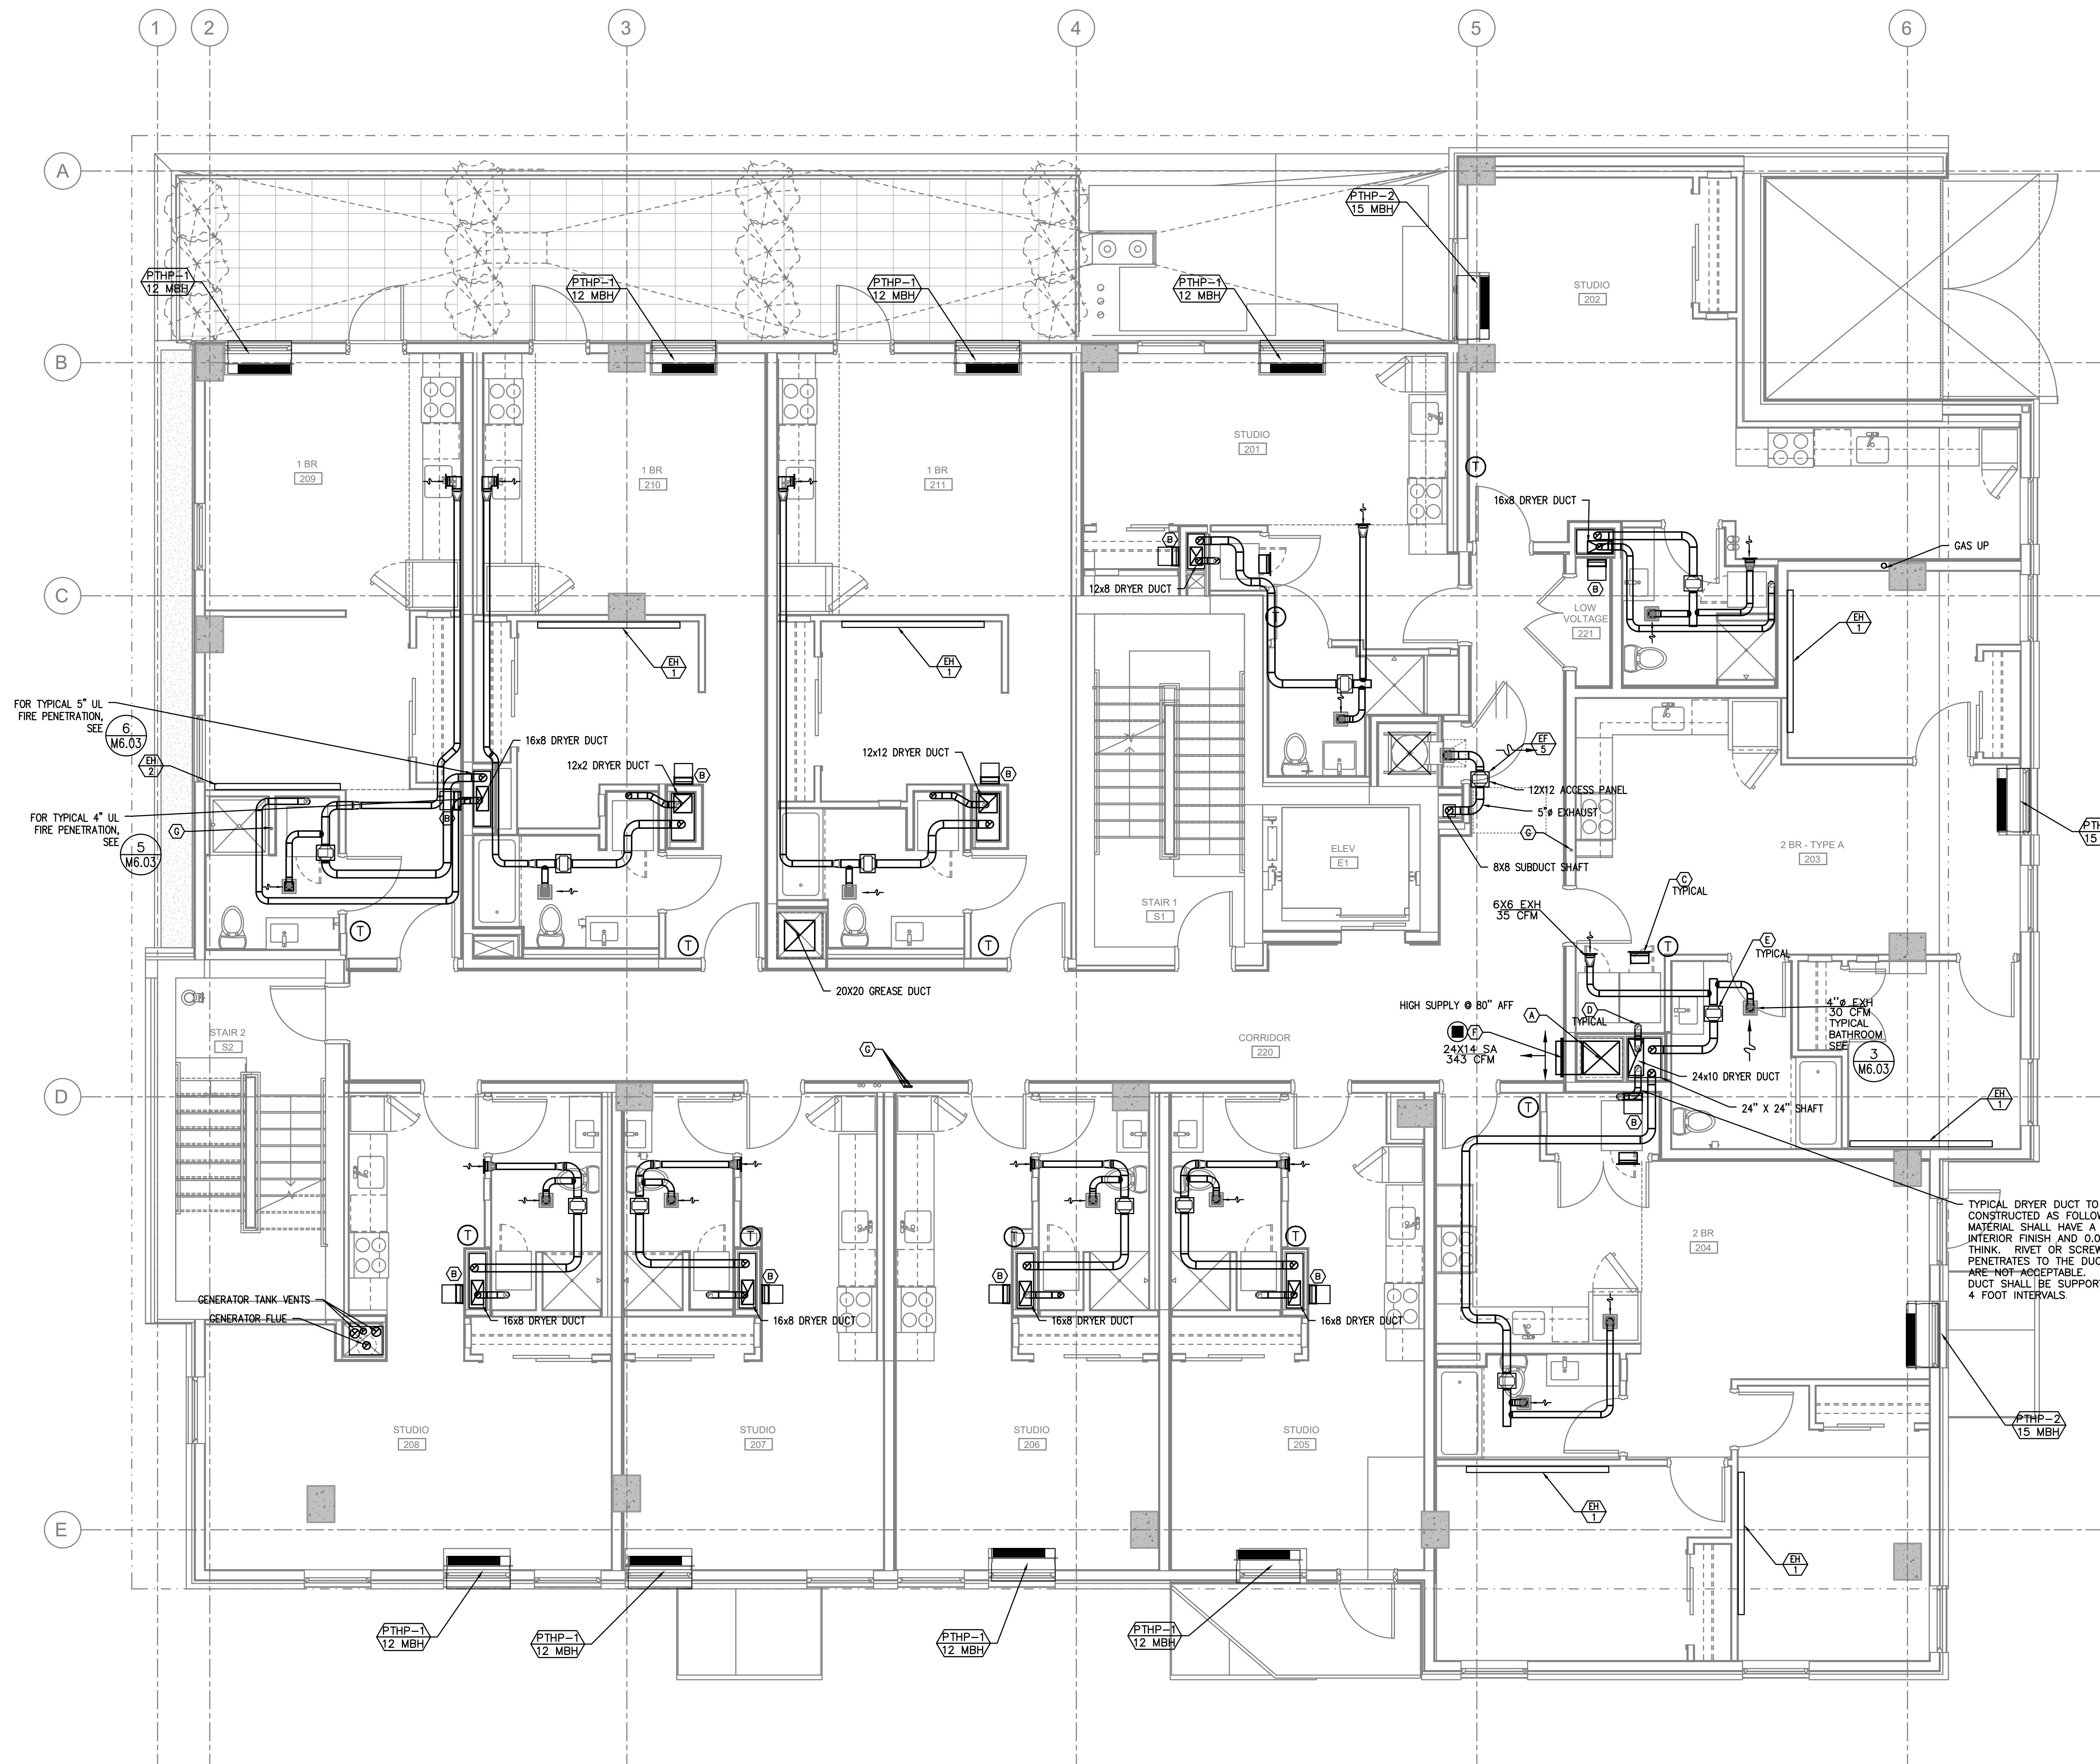 1
2
3
4
5
6
A
B
C
D
E
PTHP-1
12 MBH
PTHP-1
12 MBH
PTHP-1
12 MBH
PTHP-1
12 MBH
PTHP-2
15 MBH
STUDIO
202
1 BR
209
1 BR
210
1 BR
211
STUDIO
201
T
16x8 DRYER DUCT
GAS UP
B
12x8 DRYER DUCT
T
B
LOW
VOLTAGE
221
EH
1
EH
1
EH
1
FOR TYPICAL 5" UL
FIRE PENETRATION,
SEE
6
M6.03
EH
2
16x8 DRYER DUCT
12x2 DRYER DUCT
B
12x12 DRYER DUCT
B
EF
5
12X12 ACCESS PANEL
5"ø EXHAUST
G
8X8 SUBDUCT SHAFT
FOR TYPICAL 4" UL
FIRE PENETRATION,
SEE
5
M6.03
G
B
ELEV
E1
2 BR - TYPE A
203
PTH
15
STAIR 1
S1
C
TYPICAL
6X6 EXH
35 CFM
T
T
T
T
E
TYPICAL
20X20 GREASE DUCT
HIGH SUPPLY @ 80" AFF
A
D
TYPICAL
F
24X14 SA
343 CFM
4"ø EXH
30 CFM
TYPICAL
BATHROOM
SEE
3
M6.03
STAIR 2
S2
CORRIDOR
220
G
24x10 DRYER DUCT
24" X 24" SHAFT
T
B
EH
1
TYPICAL DRYER DUCT TO
CONSTRUCTED AS FOLLOW
MATERIAL SHALL HAVE A
INTERIOR FINISH AND 0.0
THINK. RIVET OR SCREW
PENETRATES TO THE DUC
ARE NOT ACCEPTABLE.
DUCT SHALL BE SUPPORT
4 FOOT INTERVALS.
2 BR
204
T
T
T
T
B
B
B
B
GENERATOR TANK VENTS
GENERATOR FLUE
16x8 DRYER DUCT
16x8 DRYER DUCT
16x8 DRYER DUCT
16x8 DRYER DUCT
STUDIO
208
STUDIO
207
STUDIO
206
STUDIO
205
PTHP-2
15 MBH
EH
1
EH
1
PTHP-1
12 MBH
PTHP-1
12 MBH
PTHP-1
12 MBH
PTHP-1
12 MBH